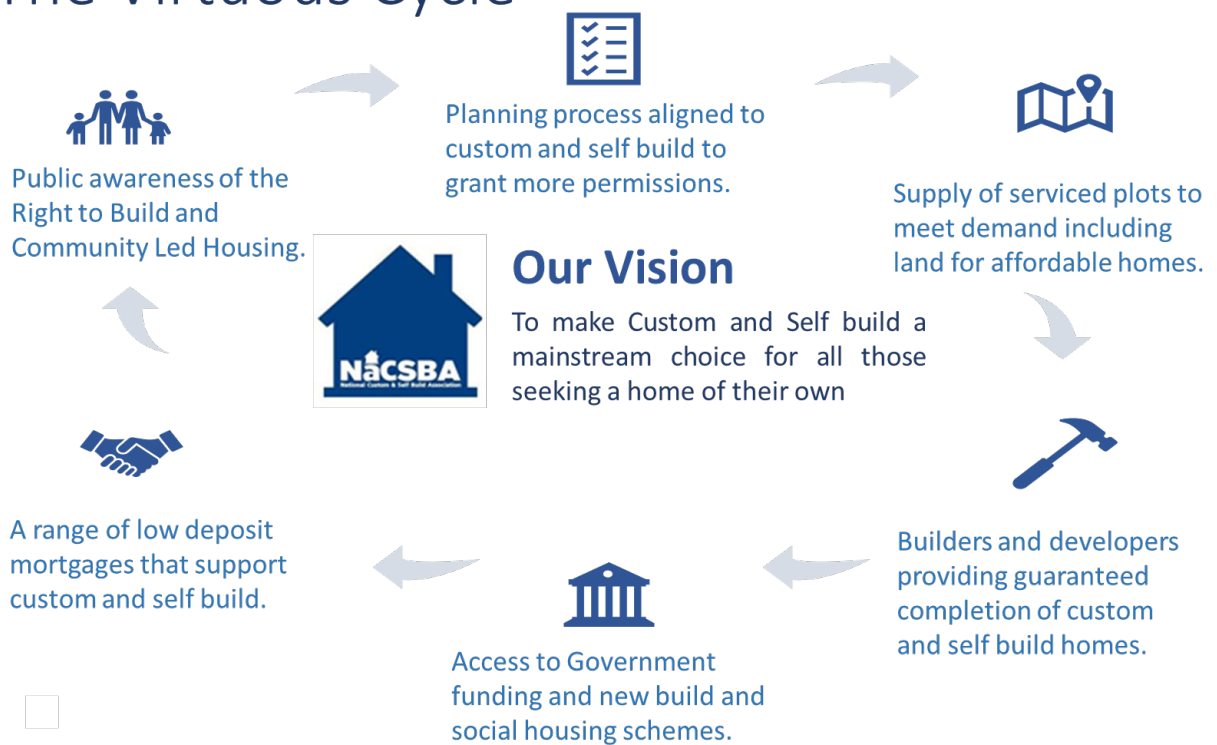 The Virtuous Cycle
Planning process aligned to
custom and self build to
grant more permissions.
Public awareness of the
Right to Build and
Community Led Housing.
Supply of serviced plots to
meet demand including
land for affordable homes.
Our Vision
To make Custom and Self build a
mainstream choice for all those
seeking a home of their own
NaCSBA
National Custom & Self Build Association
A range of low deposit
mortgages that support
custom and self build.
Builders and developers
providing guaranteed
completion of custom
and self build homes.
Access to Government
funding and new build and
social housing schemes.